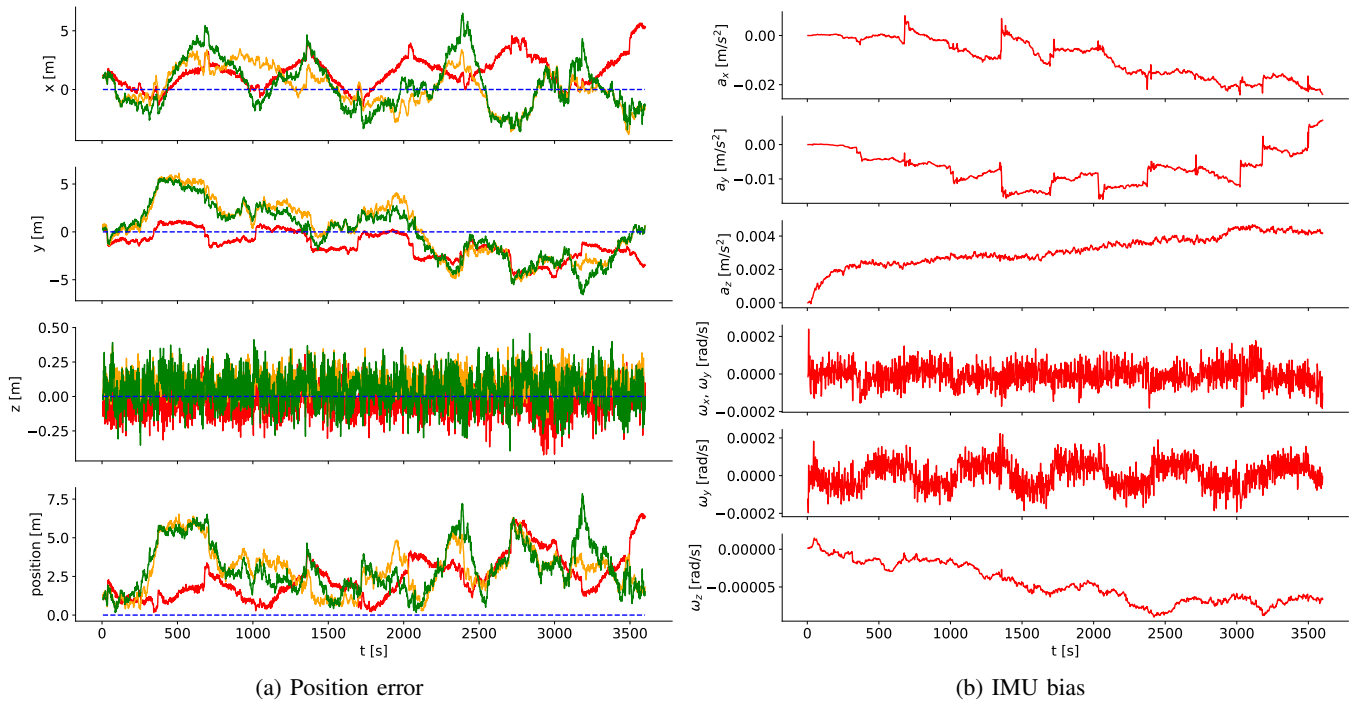 x [m]
5
0
y [m]
5
0
−5
z [m]
0.50
0.25
0.00
−0.25
position [m]
7.5
5.0
2.5
0.0
0 500 1000 1500 2000 2500 3000 3500
t [s]
(a) Position error
a_x [m/s²]
0.00
−0.02
a_y [m/s²]
0.00
−0.01
a_z [m/s²]
0.004
0.002
0.000
ω_x, ω_y [rad/s]
0.0002
0.0000
−0.0002
ω_y [rad/s]
0.0002
0.0000
−0.0002
ω_z [rad/s]
0.00000
−0.00005
0 500 1000 1500 2000 2500 3000 3500
t [s]
(b) IMU bias